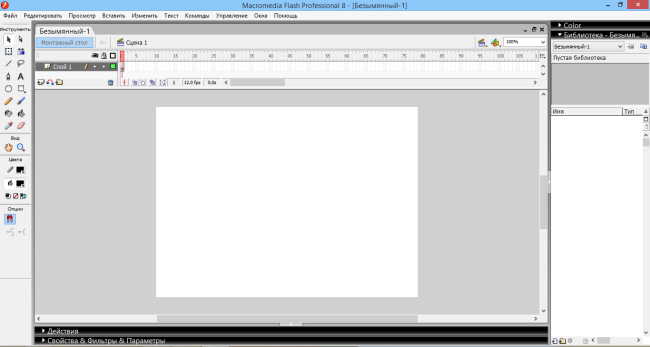 Macromedia Flash Professional 8 - [Безымянный-1]
Файл Редактировать Просмотр Вставить Изменить Текст Команды Управление Окна Помощь
Инструменты
Безымянный-1
Color
Библиотека - Безымя...
Монтажный стол
Сцена 1
100%
Безымянный-1
1 5 10 15 20 25 30 35 40 45 50 55 60 65 70 75 80 85 90 95 100 105
Пустая библиотека
Слой 1
1 12.0 fps 0.0s
Имя Тип
Вид
Цвета
Опции
Действия
Свойства & Фильтры & Параметры